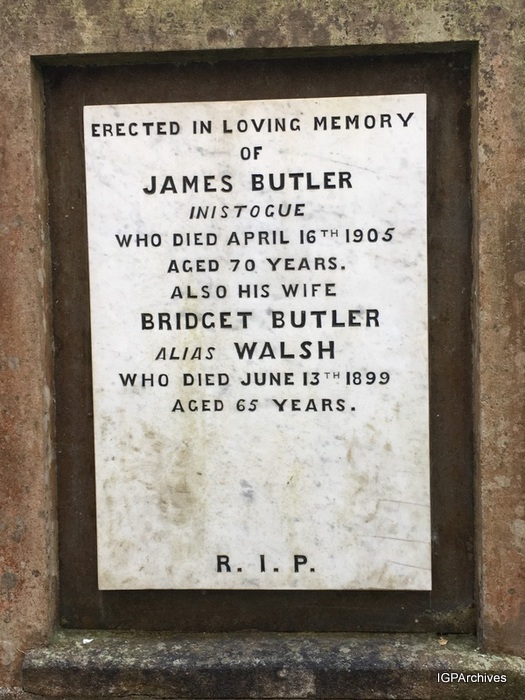 ERECTED IN LOVING MEMORY
OF
JAMES BUTLER
INISTOGUE
WHO DIED APRIL 16TH 1905
AGED 70 YEARS.
ALSO HIS WIFE
BRIDGET BUTLER
ALIAS WALSH
WHO DIED JUNE 13TH 1899
AGED 65 YEARS.
R. I. P.
IGPArchives